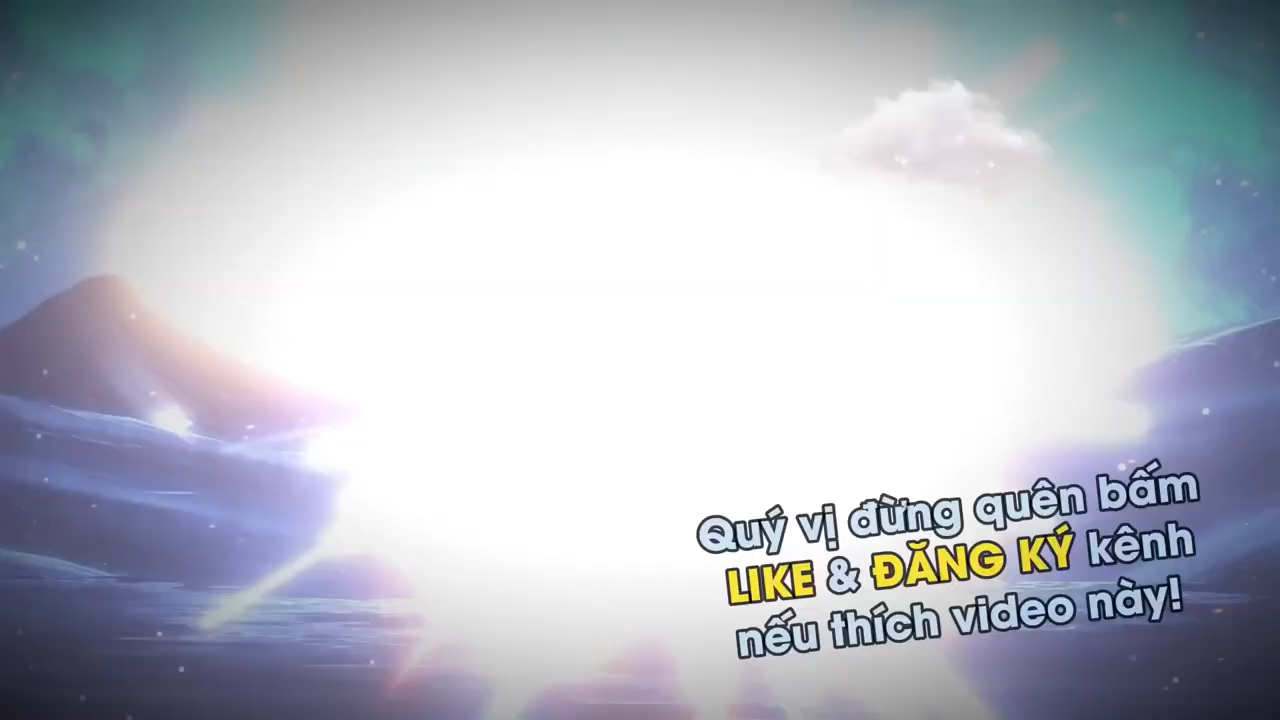 Quý vị đừng quên bấm
LIKE & ĐĂNG KÝ kênh
nếu thích video này!